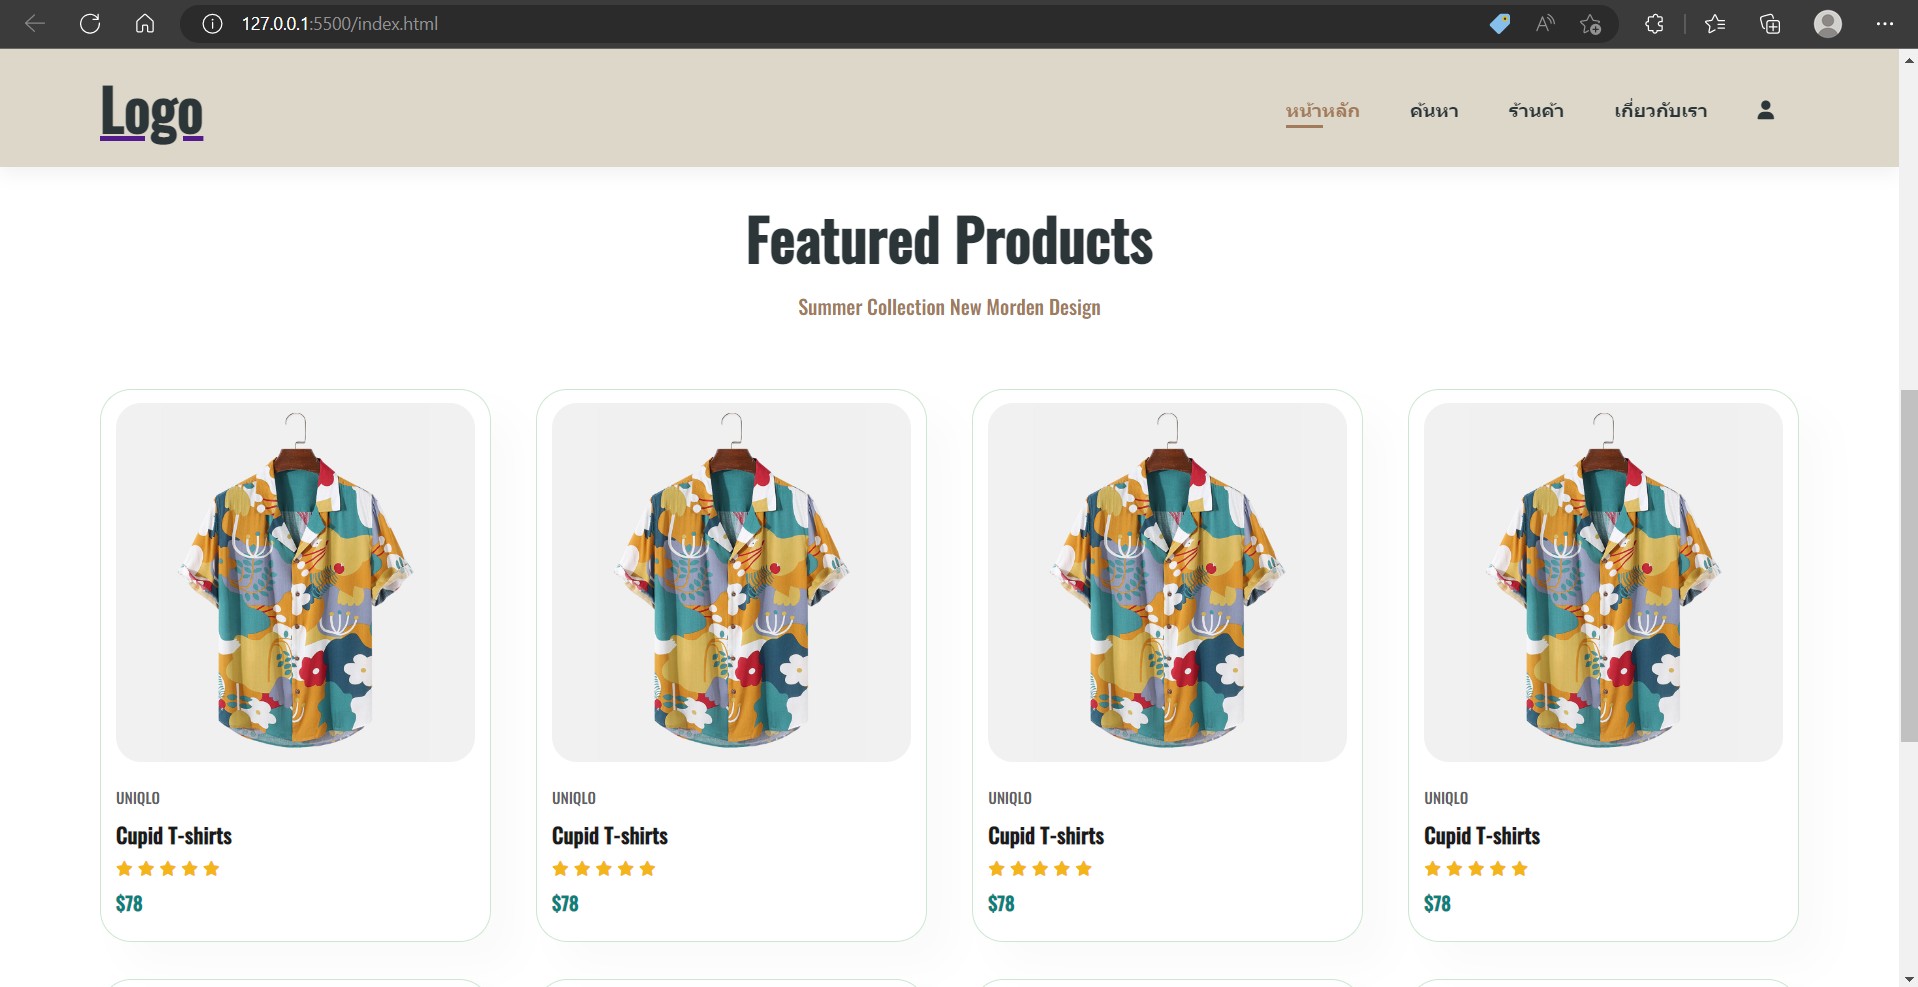 127.0.0.1:5500/index.html
Logo
หน้าหลัก ค้นหา ร้านค้า เกี่ยวกับเรา
Featured Products
Summer Collection New Morden Design
UNIQLO UNIQLO UNIQLO UNIQLO
Cupid T-shirts Cupid T-shirts Cupid T-shirts Cupid T-shirts
$78 $78 $78 $78